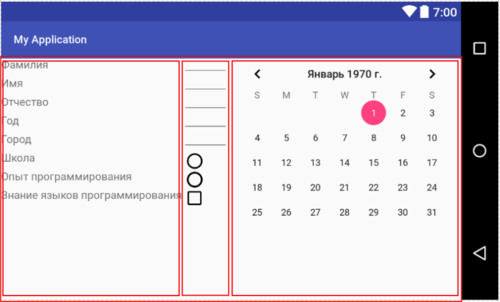 7:00
My Application
Фамилия
Имя
Отчество
Год
Город
Школа
Опыт программирования
Знание языков программирования
Январь 1970 г.
S M T W T F S
1 2 3
4 5 6 7 8 9 10
11 12 13 14 15 16 17
18 19 20 21 22 23 24
25 26 27 28 29 30 31